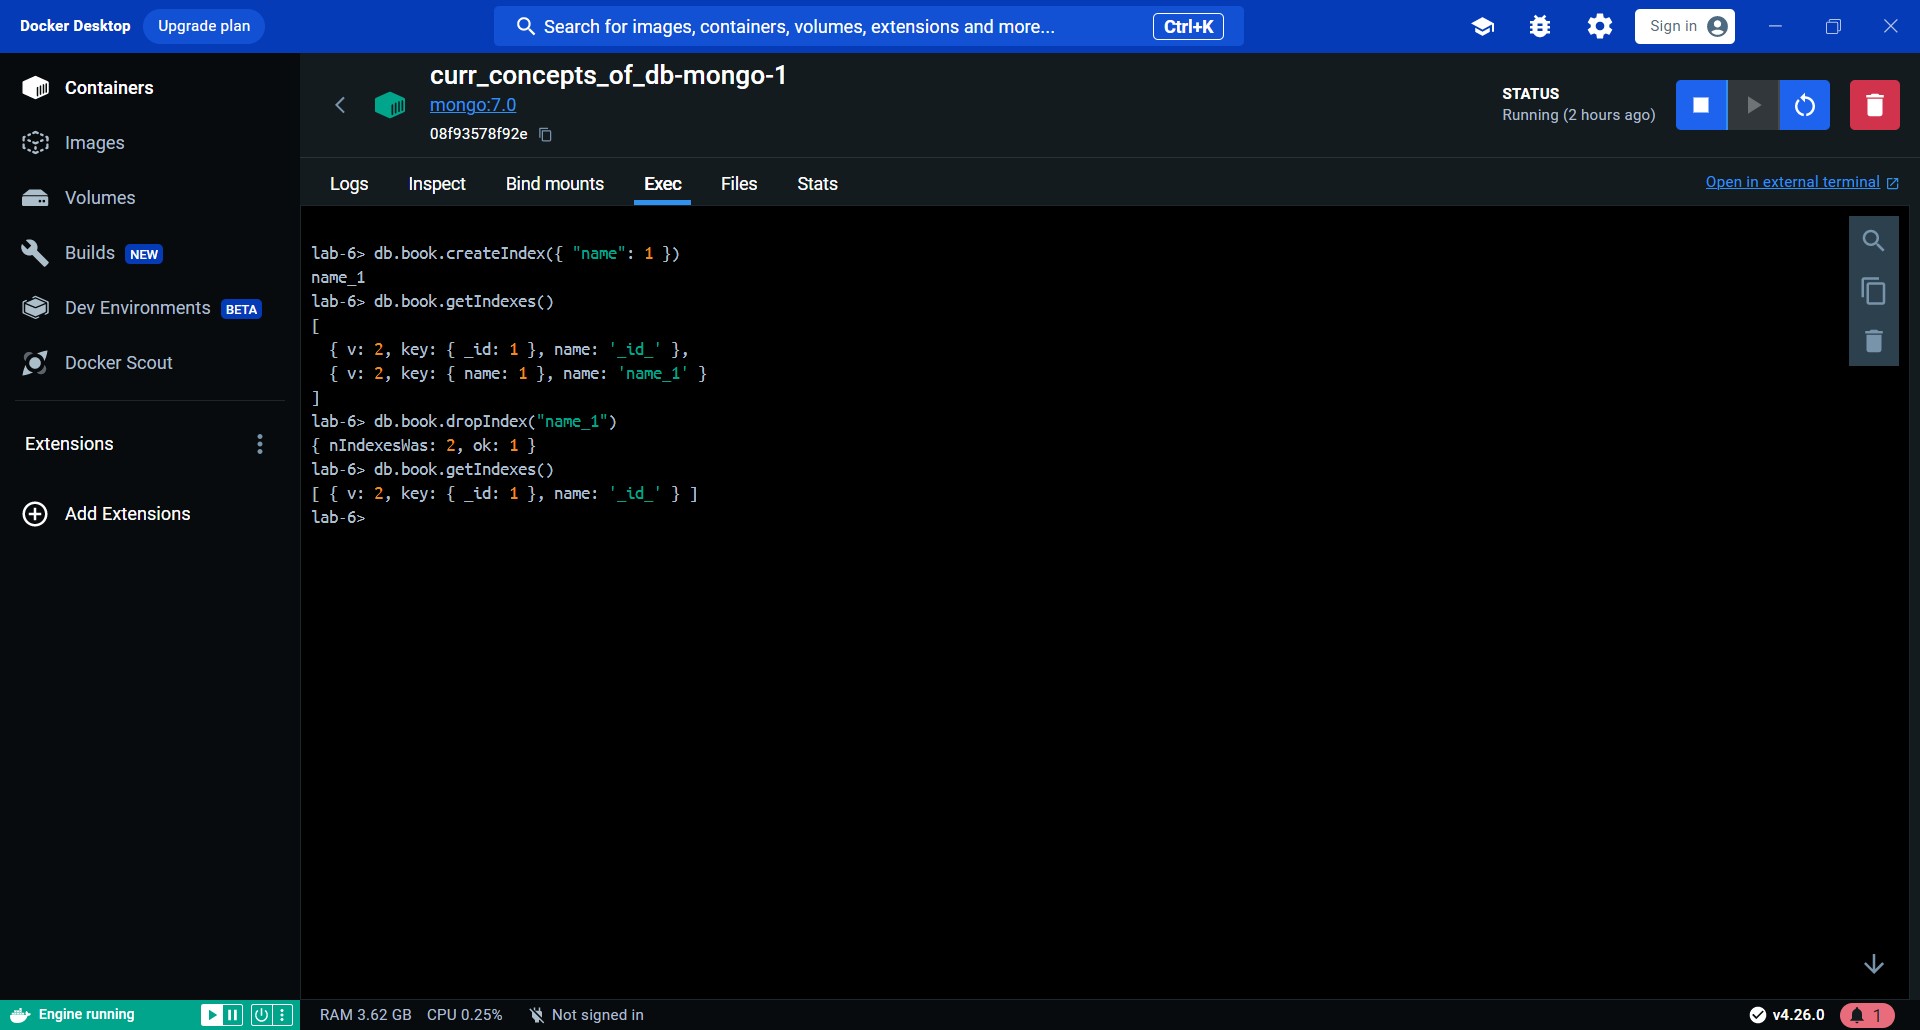 Docker Desktop
Upgrade plan
Search for images, containers, volumes, extensions and more...
Ctrl+K
Sign in
Containers
Images
Volumes
Builds NEW
Dev Environments BETA
Docker Scout
Extensions
Add Extensions
curr_concepts_of_db-mongo-1
mongo:7.0
08f93578f92e
STATUS
Running (2 hours ago)
Logs Inspect Bind mounts Exec Files Stats
Open in external terminal
lab-6> db.book.createIndex({ "name": 1 })
name_1
lab-6> db.book.getIndexes()
[
  { v: 2, key: { _id: 1 }, name: '_id_' },
  { v: 2, key: { name: 1 }, name: 'name_1' }
]
lab-6> db.book.dropIndex("name_1")
{ nIndexesWas: 2, ok: 1 }
lab-6> db.book.getIndexes()
[ { v: 2, key: { _id: 1 }, name: '_id_' } ]
lab-6>
Engine running
RAM 3.62 GB CPU 0.25% Not signed in
v4.26.0
1